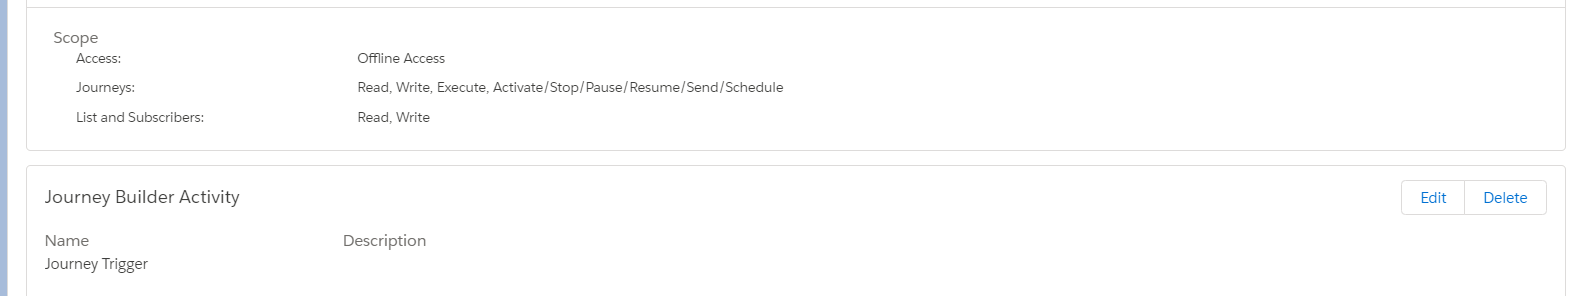 Scope
Access: Offline Access
Journeys: Read, Write, Execute, Activate/Stop/Pause/Resume/Send/Schedule
List and Subscribers: Read, Write
Journey Builder Activity Edit Delete
Name Description
Journey Trigger